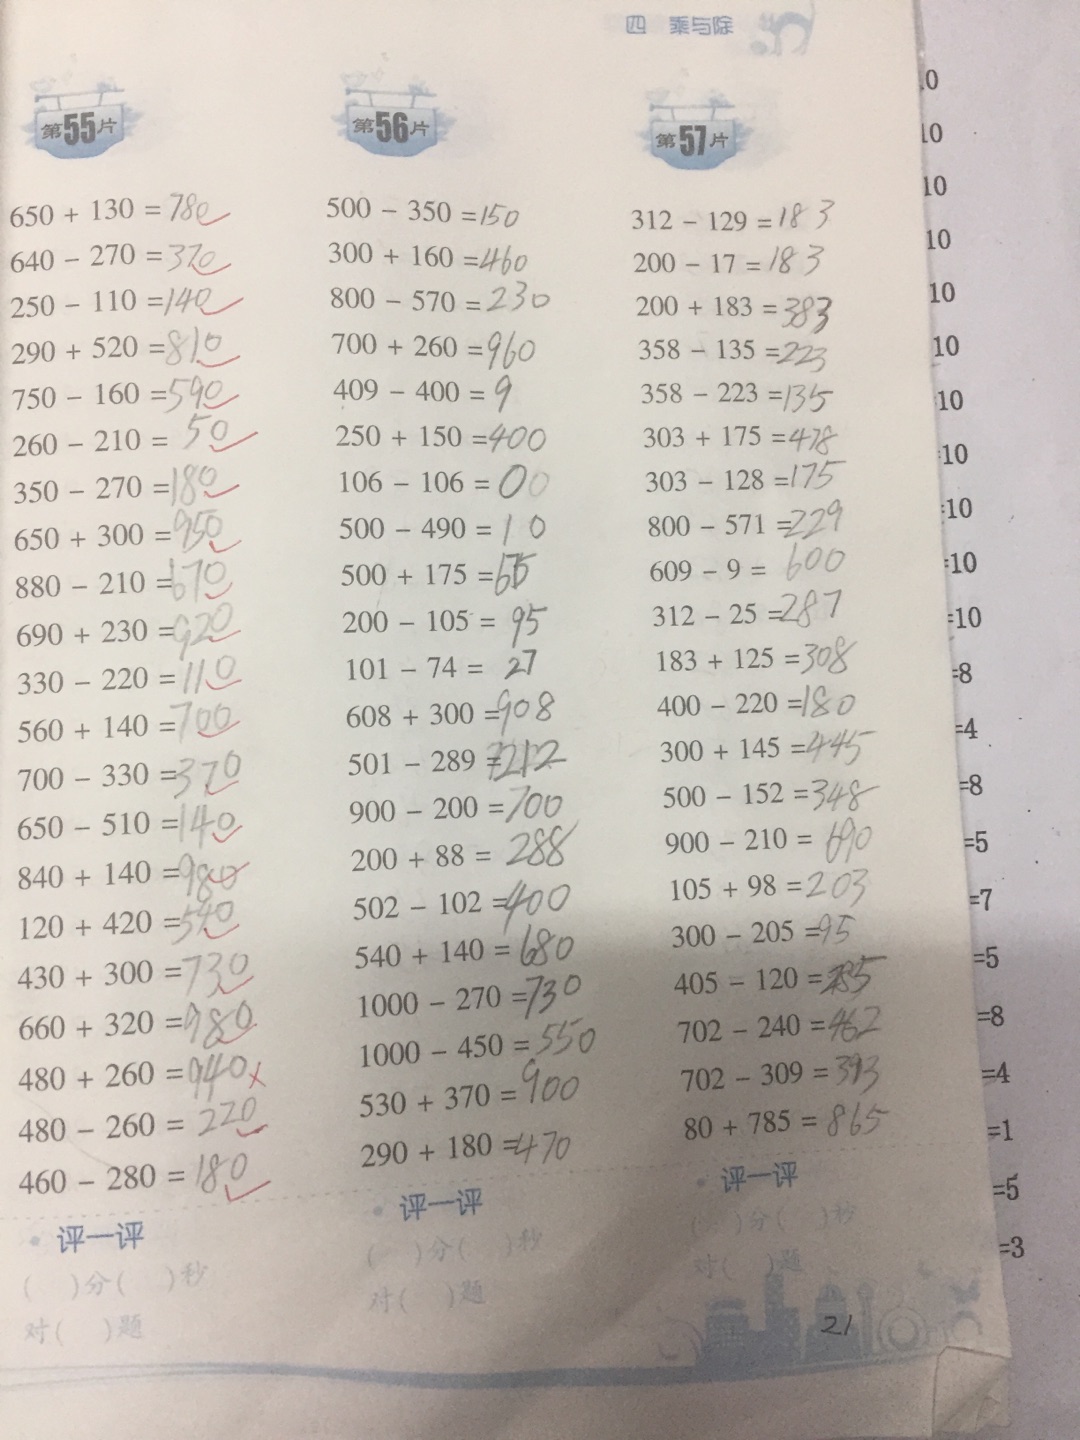 四 乘与除
第55片
650 + 130 = 780
640 - 270 = 370
250 - 110 = 140
290 + 520 = 810
750 - 160 = 590
260 - 210 = 50
350 - 270 = 180
650 + 300 = 950
880 - 210 = 670
690 + 230 = 920
330 - 220 = 110
560 + 140 = 700
700 - 330 = 370
650 - 510 = 140
840 + 140 = 980
120 + 420 = 540
430 + 300 = 730
660 + 320 = 980
480 + 260 = 940
480 - 260 = 220
460 - 280 = 180
评一评
( )分( )秒
对( )题
第56片
500 - 350 = 150
300 + 160 = 460
800 - 570 = 230
700 + 260 = 960
409 - 400 = 9
250 + 150 = 400
106 - 106 = 0
500 - 490 = 10
500 + 175 =
200 - 105 = 95
101 - 74 = 27
608 + 300 = 908
501 - 289 = 212
900 - 200 = 700
200 + 88 = 288
502 - 102 = 400
540 + 140 = 680
1000 - 270 = 730
1000 - 450 = 550
530 + 370 = 900
290 + 180 = 470
评一评
( )分( )秒
对( )题
第57片
312 - 129 = 183
200 - 17 = 183
200 + 183 = 383
358 - 135 = 223
358 - 223 = 135
303 + 175 = 478
303 - 128 = 175
800 - 571 = 229
609 - 9 = 600
312 - 25 = 287
183 + 125 = 308
400 - 220 = 180
300 + 145 = 445
500 - 152 = 348
900 - 210 = 690
105 + 98 = 203
300 - 205 = 95
405 - 120 = 285
702 - 240 = 462
702 - 309 = 393
80 + 785 = 865
评一评
( )分( )秒
对( )题
21
0
10
10
10
10
10
10
10
=10
=10
=10
=8
=4
=8
=5
=7
=5
=8
=4
=1
=5
=3